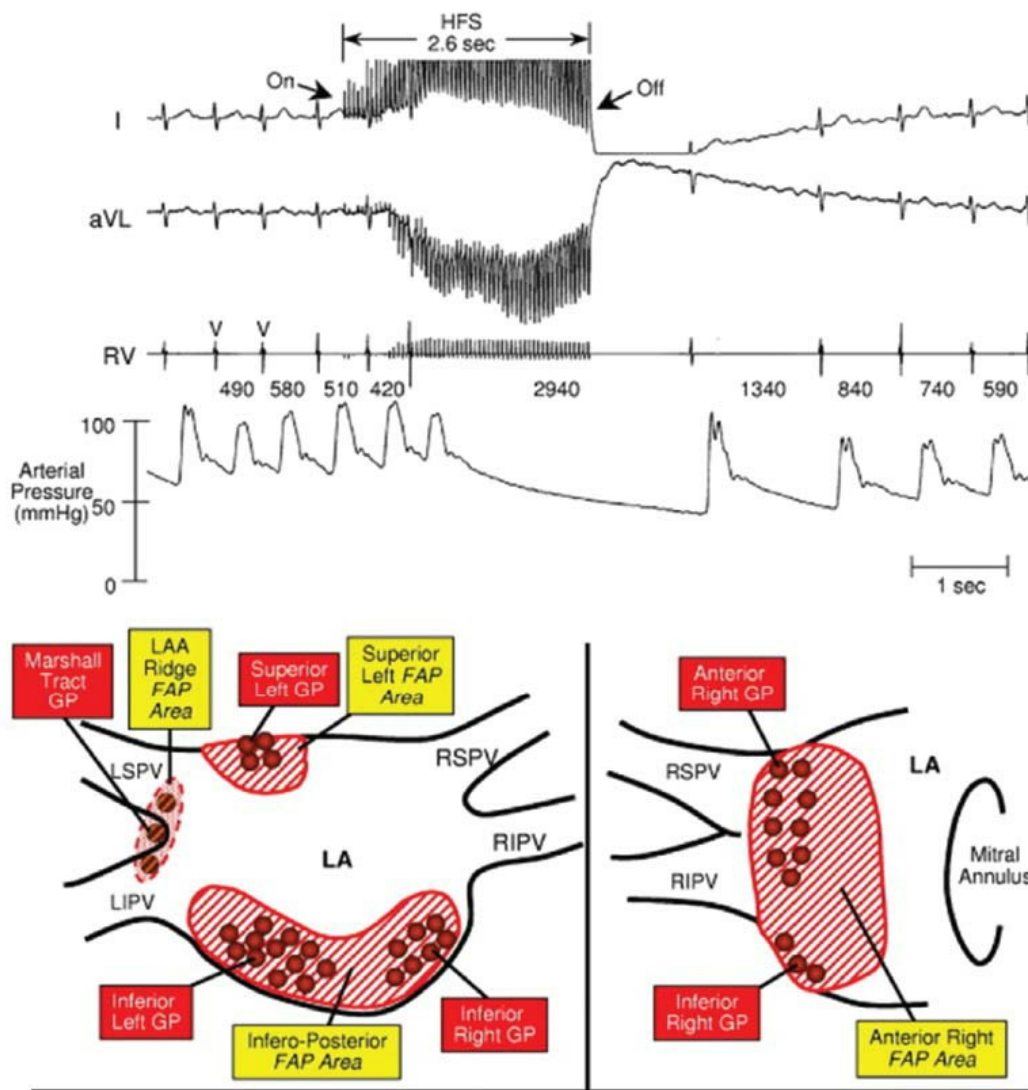 HFS
2.6 sec
On
Off
I
aVL
V V
RV
490 580 510 420 2940 1340 840 740 590
100
Arterial
Pressure
(mmHg)
50
0
1 sec
Marshall
Tract
GP
LAA
Ridge
FAP
Area
Superior
Left GP
Superior
Left FAP
Area
LSPV
RSPV
LA
RIPV
LIPV
Inferior
Left GP
Infero-Posterior
FAP Area
Inferior
Right GP
Anterior
Right GP
LA
RSPV
RIPV
Mitral
Annulus
Inferior
Right GP
Anterior Right
FAP Area